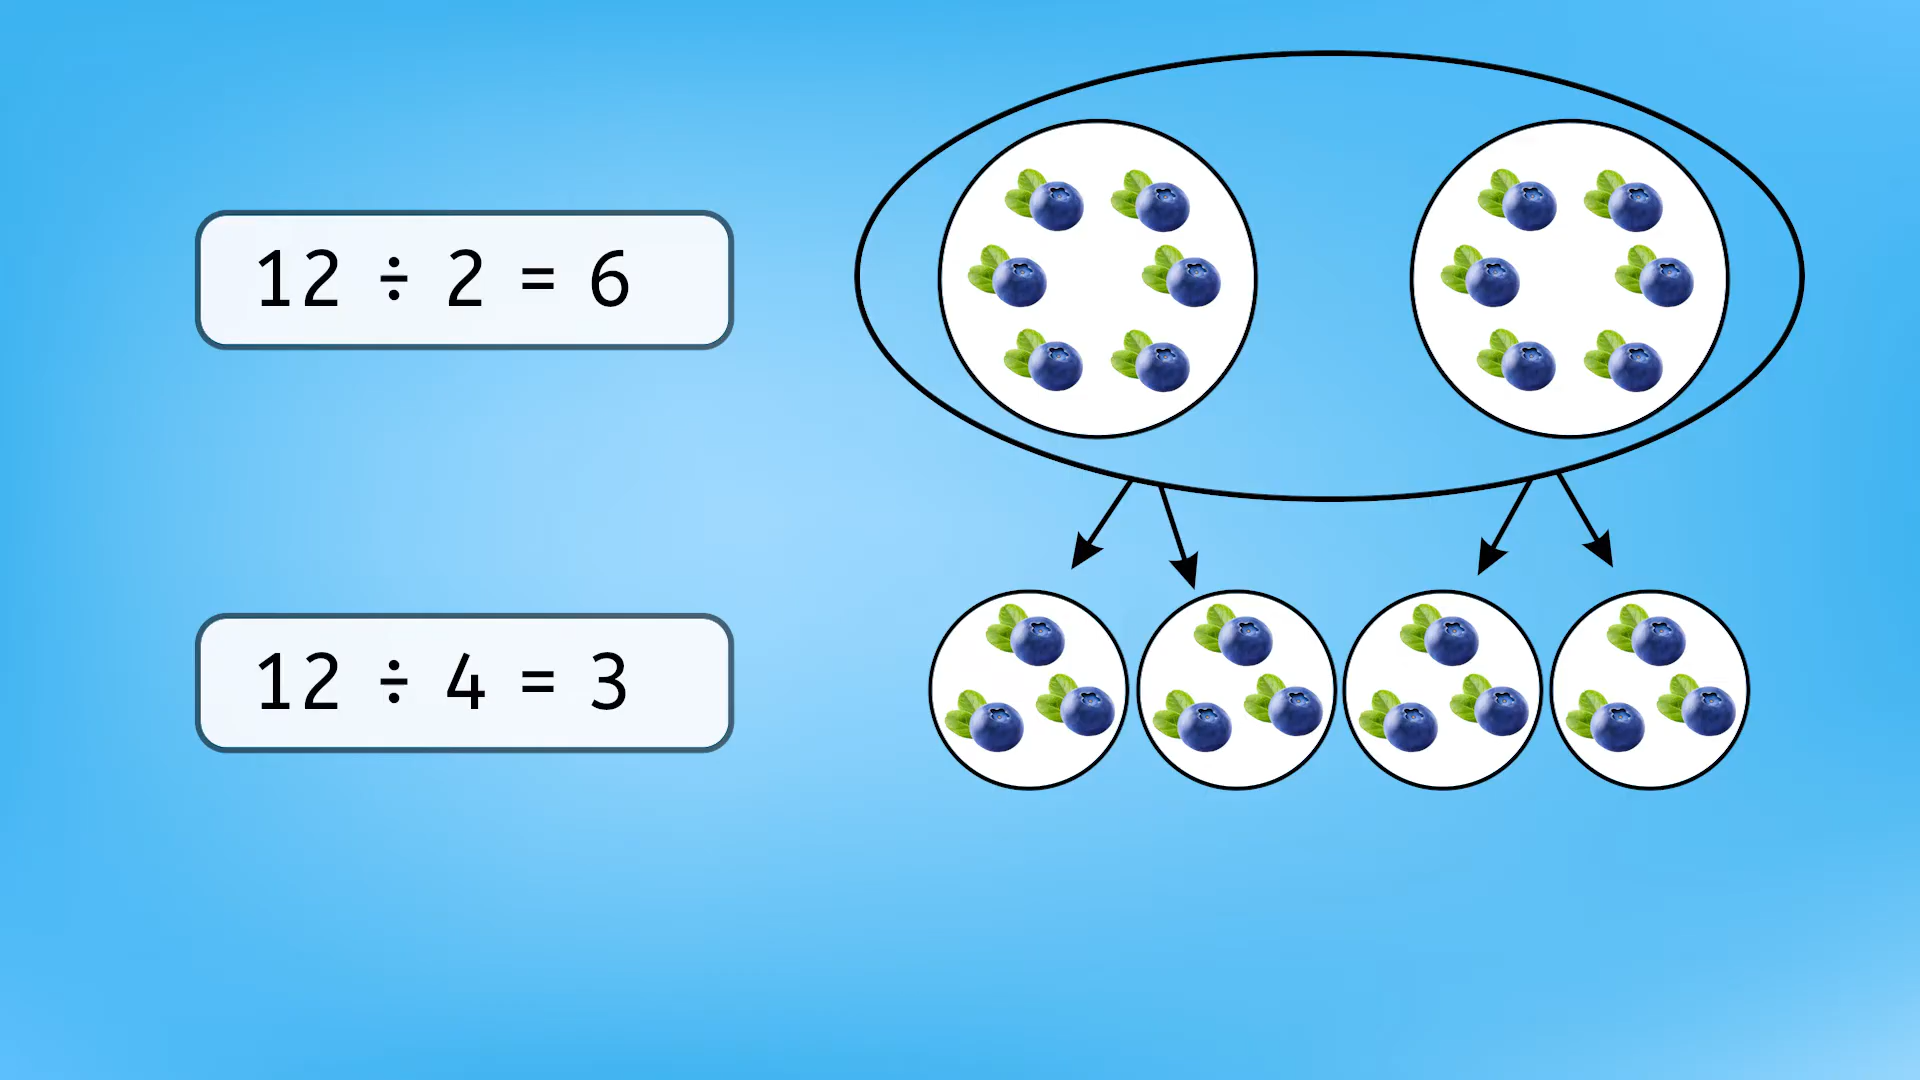 12 ÷ 2 = 6
12 ÷ 4 = 3